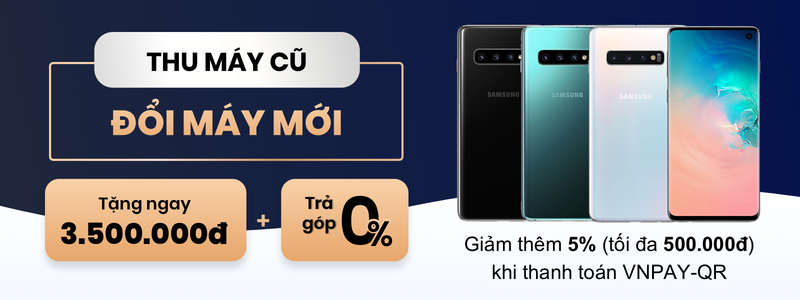 THU MÁY CŨ
ĐỔI MÁY MỚI
Tặng ngay
3.500.000đ
+
Trả
góp 0%
SAMSUNG
SAMSUNG
SAMSUNG
Giảm thêm 5% (tối đa 500.000đ)
khi thanh toán VNPAY-QR